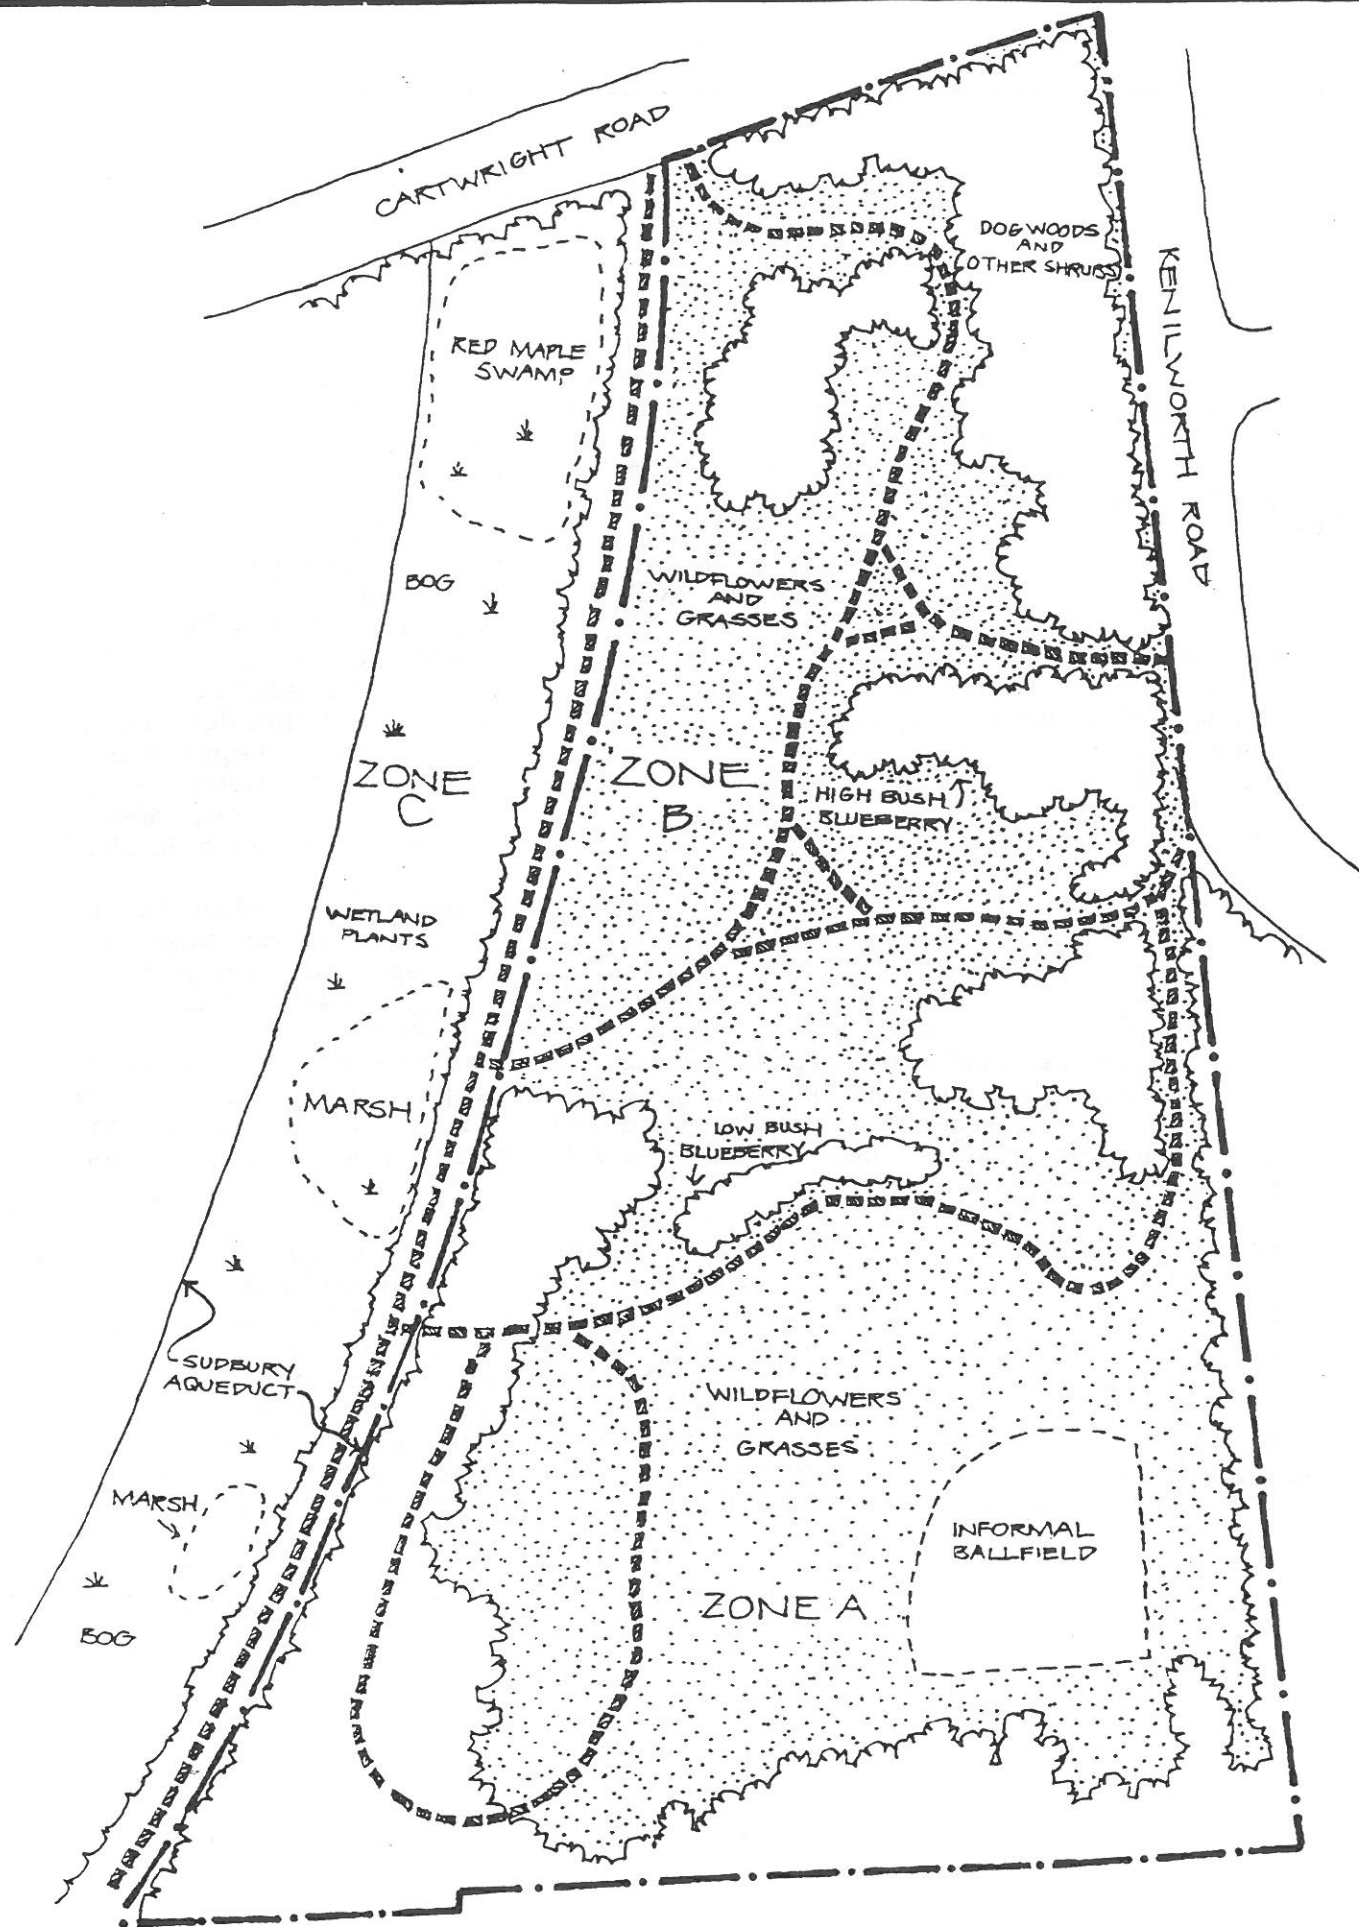 CARTWRIGHT ROAD
DOGWOODS
AND
OTHER SHRUBS
KENILWORTH ROAD
RED MAPLE
SWAMP
BOG
WILDFLOWERS
AND
GRASSES
ZONE
C
ZONE
B
HIGH BUSH
BLUEBERRY
WETLAND
PLANTS
MARSH
LOW BUSH
BLUEBERRY
SUDBURY
AQUEDUCT
WILDFLOWERS
AND
GRASSES
MARSH
INFORMAL
BALLFIELD
ZONE A
BOG